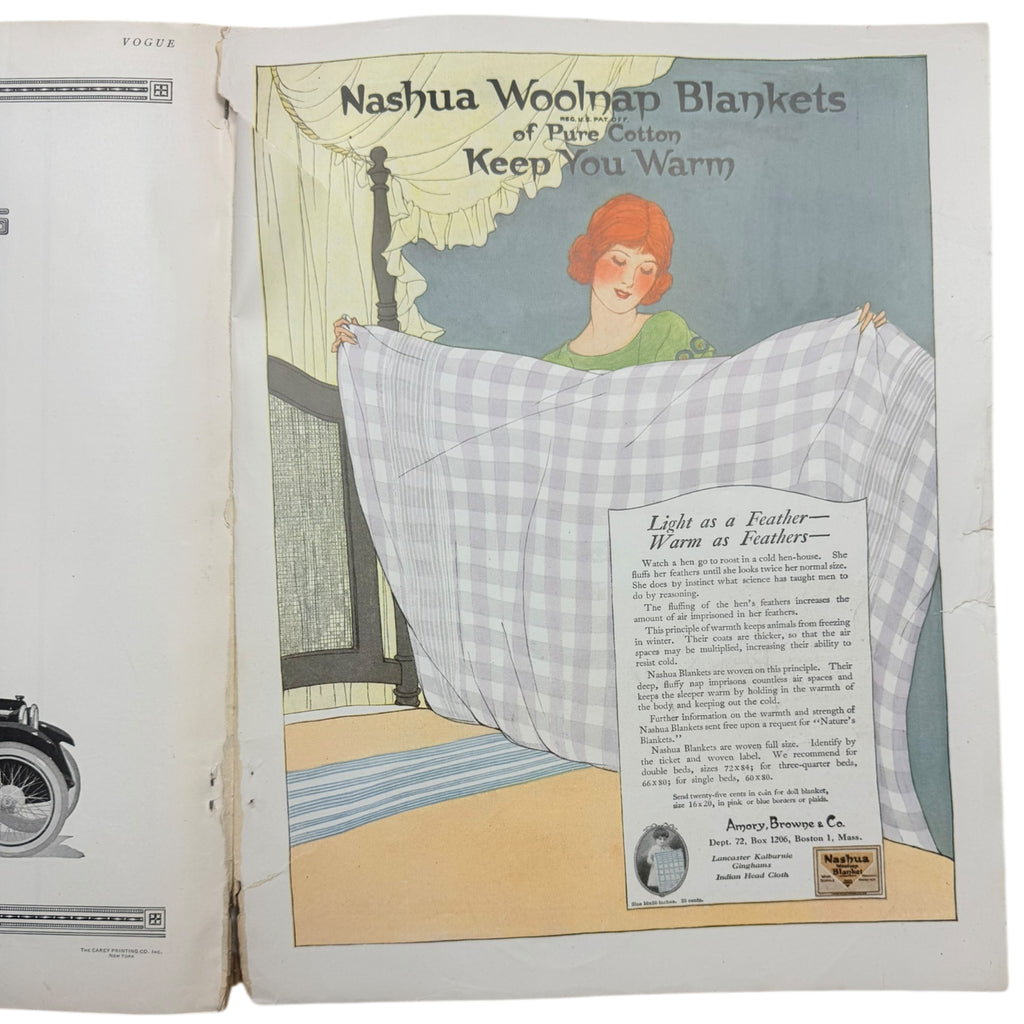 VOGUE
THE CAREY PRINTING CO. INC.
NEW YORK
Nashua Woolnap Blankets
REG. U.S. PAT. OFF.
of Pure Cotton
Keep You Warm
Light as a Feather—
Warm as Feathers—
Watch a hen go to roost in a cold hen-house. She
fluffs her feathers until she looks twice her normal size.
She does by instinct what science has taught men to
do by reasoning.
The fluffing of the hen's feathers increases the
amount of air imprisoned in her feathers.
This principle of warmth keeps animals from freezing
in winter. Their coats are thicker, so that the air
spaces may be multiplied, increasing their ability to
resist cold.
Nashua Blankets are woven on this principle. Their
deep, fluffy nap imprisons countless air spaces and
keeps the sleeper warm by holding in the warmth of
the body and keeping out the cold.
Further information on the warmth and strength of
Nashua Blankets sent free upon a request for "Nature's
Blankets."
Nashua Blankets are woven full size. Identify by
the ticket and woven label. We recommend for
double beds, sizes 72x84; for three-quarter beds,
66x80; for single beds, 60x80.
Send twenty-five cents in coin for doll blanket,
size 16x20, in pink or blue borders or plaids.
Amory, Browne & Co.
Dept. 72, Box 1206, Boston 1, Mass.
Lancaster Kalburnie
Ginghams
Indian Head Cloth
Size 16x20 inches. 25 cents.
Nashua
Woolnap
Blanket